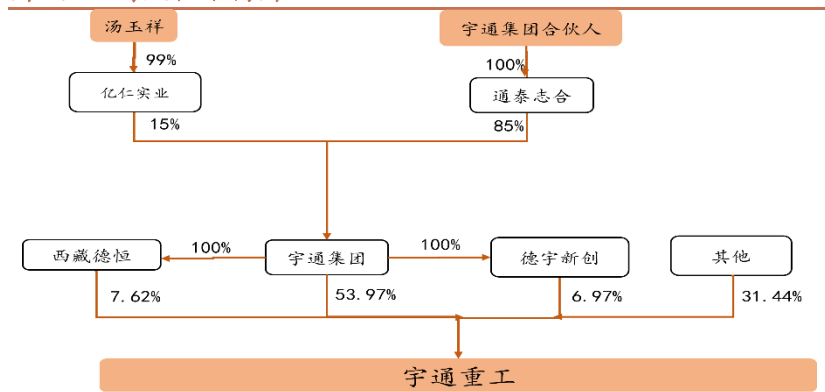 汤玉祥
宇通集团合伙人
99%
100%
亿仁实业
通泰志合
15%
85%
西藏德恒
100%
宇通集团
100%
德宇新创
其他
7.62%
53.97%
6.97%
31.44%
宇通重工